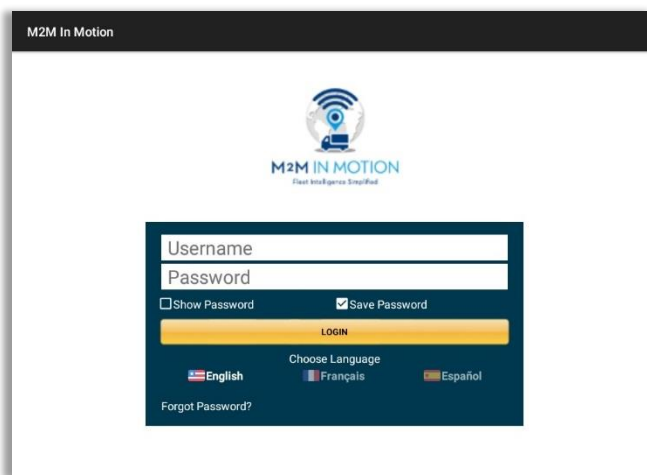 M2M In Motion
M2M IN MOTION
Fleet Intelligence Simplified
Username
Password
Show Password Save Password
LOGIN
Choose Language
English Français Español
Forgot Password?